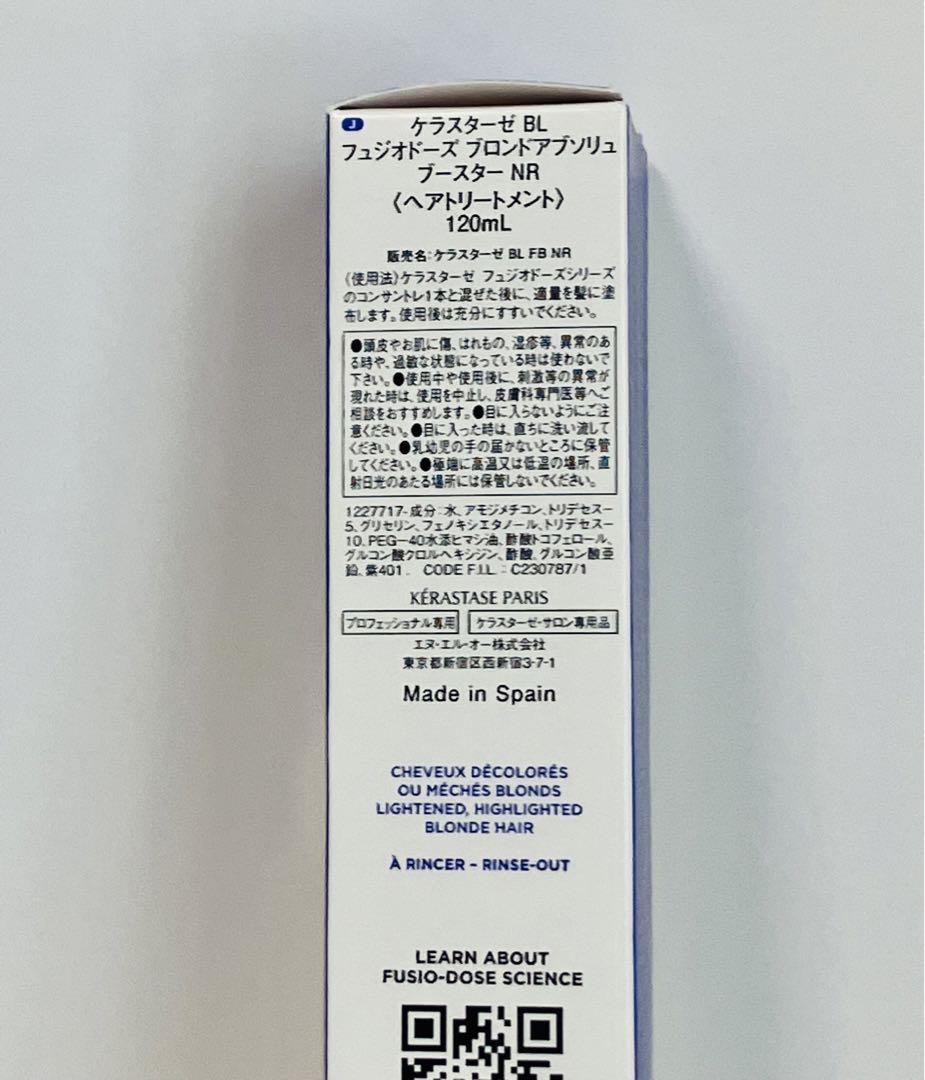 J
ケラスターゼ BL
フュジオドーズ ブロンドアブソリュ
ブースター NR
〈ヘアトリートメント〉
120mL
販売名:ケラスターゼ BL FB NR
〈使用法〉ケラスターゼ フュジオドーズシリーズ
のコンサントレ1本と混ぜた後に、適量を髪に塗
布します。使用後は充分にすすいでください。
●頭皮やお肌に傷、はれもの、湿疹等、異常のあ
る時や、過敏な状態になっている時は使わないで
下さい。●使用中や使用後に、刺激等の異常が
現れた時は、使用を中止し、皮膚科専門医等へご
相談をおすすめします。●目に入らないようにご注
意ください。●目に入った時は、直ちに洗い流して
ください。●乳幼児の手の届かないところに保管
してください。●極端に高温又は低温の場所、直
射日光のあたる場所には保管しないでください。
1227717-成分:水、アモジメチコン、トリデセス-
5、グリセリン、フェノキシエタノール、トリデセス-
10、PEG-40水添ヒマシ油、酢酸トコフェロール、
グルコン酸クロルヘキシジン、酢酸、グルコン酸亜
鉛、紫401. CODE F.I.L. : C230787/1
KÉRASTASE PARIS
プロフェッショナル専用 ケラスターゼ・サロン専用品
エヌ・エル・オー株式会社
東京都新宿区西新宿3-7-1
Made in Spain
CHEVEUX DÉCOLORÉS
OU MÉCHÉS BLONDS
LIGHTENED, HIGHLIGHTED
BLONDE HAIR
À RINCER - RINSE-OUT
LEARN ABOUT
FUSIO-DOSE SCIENCE